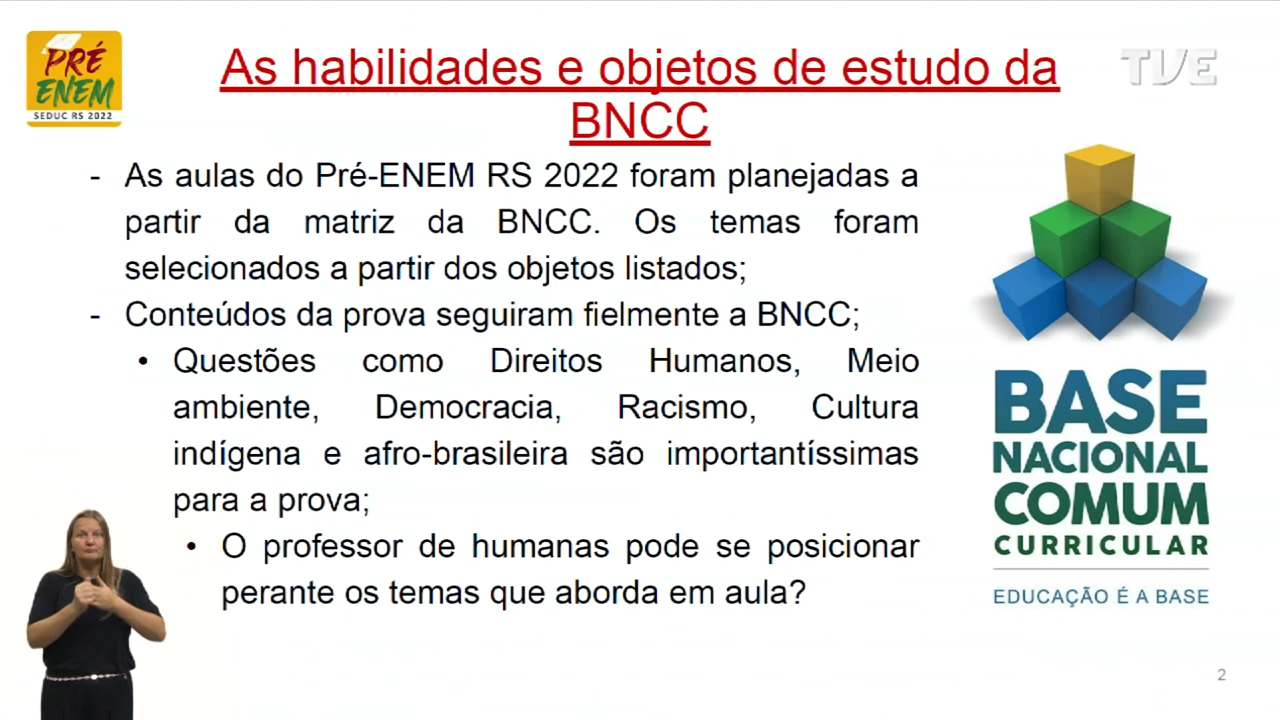 PRÉ
ENEM
SEDUC RS 2022
As habilidades e objetos de estudo da
BNCC
TVE
- As aulas do Pré-ENEM RS 2022 foram planejadas a
partir da matriz da BNCC. Os temas foram
selecionados a partir dos objetos listados;
- Conteúdos da prova seguiram fielmente a BNCC;
• Questões como Direitos Humanos, Meio
ambiente, Democracia, Racismo, Cultura
indígena e afro-brasileira são importantíssimas
para a prova;
• O professor de humanas pode se posicionar
perante os temas que aborda em aula?
BASE
NACIONAL
COMUM
CURRICULAR
EDUCAÇÃO É A BASE
2